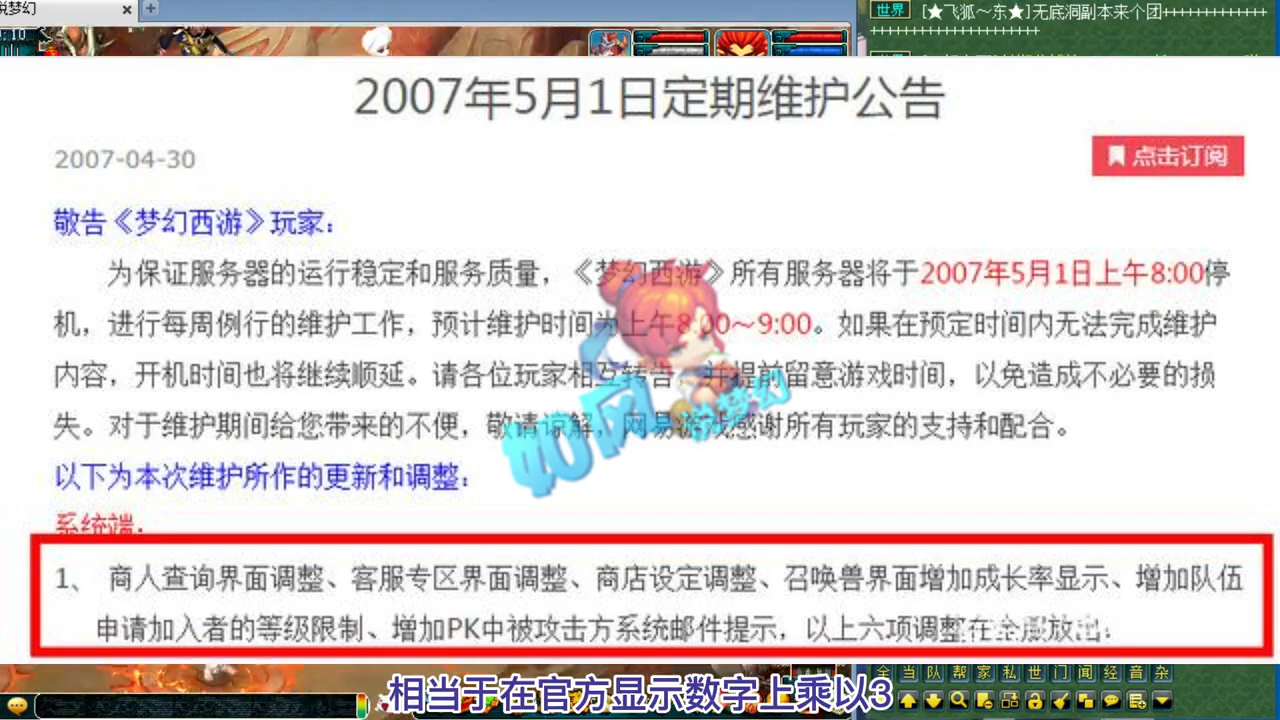 说梦幻
世界 [★飞狐～东★]无底洞副本来个团++++++++++++
++++++++++++++++++++
2007年5月1日定期维护公告
2007-04-30
点击订阅
敬告《梦幻西游》玩家：
为保证服务器的运行稳定和服务质量，《梦幻西游》所有服务器将于2007年5月1日上午8:00停
机，进行每周例行的维护工作，预计维护时间为上午8:00～9:00。如果在预定时间内无法完成维护
内容，开机时间也将继续顺延。请各位玩家相互转告，并提前留意游戏时间，以免造成不必要的损
失。对于维护期间给您带来的不便，敬请谅解，网易游戏感谢所有玩家的支持和配合。
如风
说梦幻
以下为本次维护所作的更新和调整：
系统端：
1、 商人查询界面调整、客服专区界面调整、商店设定调整、召唤兽界面增加成长率显示、增加队伍
申请加入者的等级限制、增加PK中被攻击方系统邮件提示，以上六项调整在全服放出。
全 当 队 帮 家 私 世 门 闻 经 音 杂
相当于在官方显示数字上乘以3